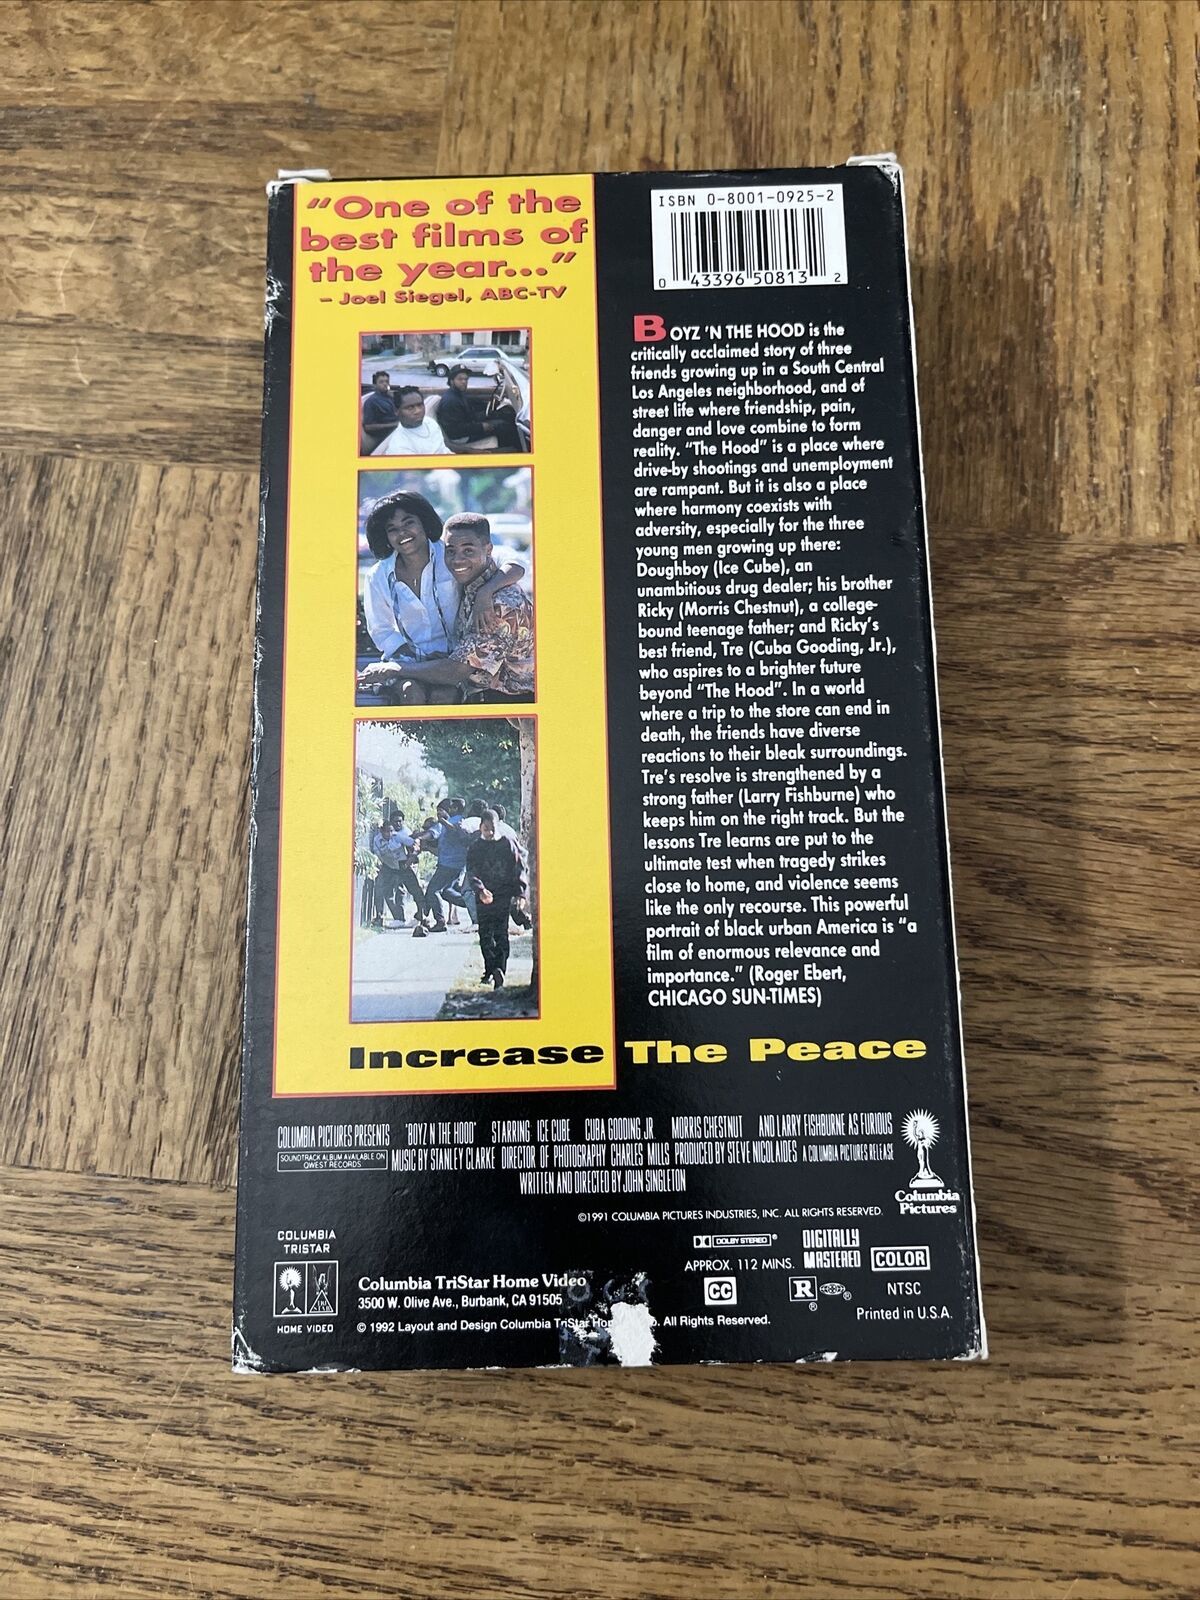 "One of the
best films of
the year..."
- Joel Siegel, ABC-TV
ISBN 0-8001-0925-2
0 43396 50813 2
BOYZ 'N THE HOOD is the
critically acclaimed story of three
friends growing up in a South Central
Los Angeles neighborhood, and of
street life where friendship, pain,
danger and love combine to form
reality. "The Hood" is a place where
drive-by shootings and unemployment
are rampant. But it is also a place
where harmony coexists with
adversity, especially for the three
young men growing up there:
Doughboy (Ice Cube), an
unambitious drug dealer; his brother
Ricky (Morris Chestnut), a college-
bound teenage father; and Ricky's
best friend, Tre (Cuba Gooding, Jr.),
who aspires to a brighter future
beyond "The Hood". In a world
where a trip to the store can end in
death, the friends have diverse
reactions to their bleak surroundings.
Tre's resolve is strengthened by a
strong father (Larry Fishburne) who
keeps him on the right track. But the
lessons Tre learns are put to the
ultimate test when tragedy strikes
close to home, and violence seems
like the only recourse. This powerful
portrait of black urban America is "a
film of enormous relevance and
importance." (Roger Ebert,
CHICAGO SUN-TIMES)
Increase The Peace
COLUMBIA PICTURES PRESENTS 'BOYZ N THE HOOD' STARRING ICE CUBE CUBA GOODING JR. MORRIS CHESTNUT AND LARRY FISHBURNE AS FURIOUS
SOUNDTRACK ALBUM AVAILABLE ON
QWEST RECORDS
MUSIC BY STANLEY CLARKE DIRECTOR OF PHOTOGRAPHY CHARLES MILLS PRODUCED BY STEVE NICOLAIDES A COLUMBIA PICTURES RELEASE
WRITTEN AND DIRECTED BY JOHN SINGLETON
Columbia
Pictures
©1991 COLUMBIA PICTURES INDUSTRIES, INC. ALL RIGHTS RESERVED.
COLUMBIA
TRISTAR
HOME VIDEO
DOLBY STEREO ®
APPROX. 112 MINS.
DIGITALLY
MASTERED
COLOR
Columbia TriStar Home Video
3500 W. Olive Ave., Burbank, CA 91505
CC
R ® ®
NTSC
Printed in U.S.A.
© 1992 Layout and Design Columbia TriStar All Rights Reserved.